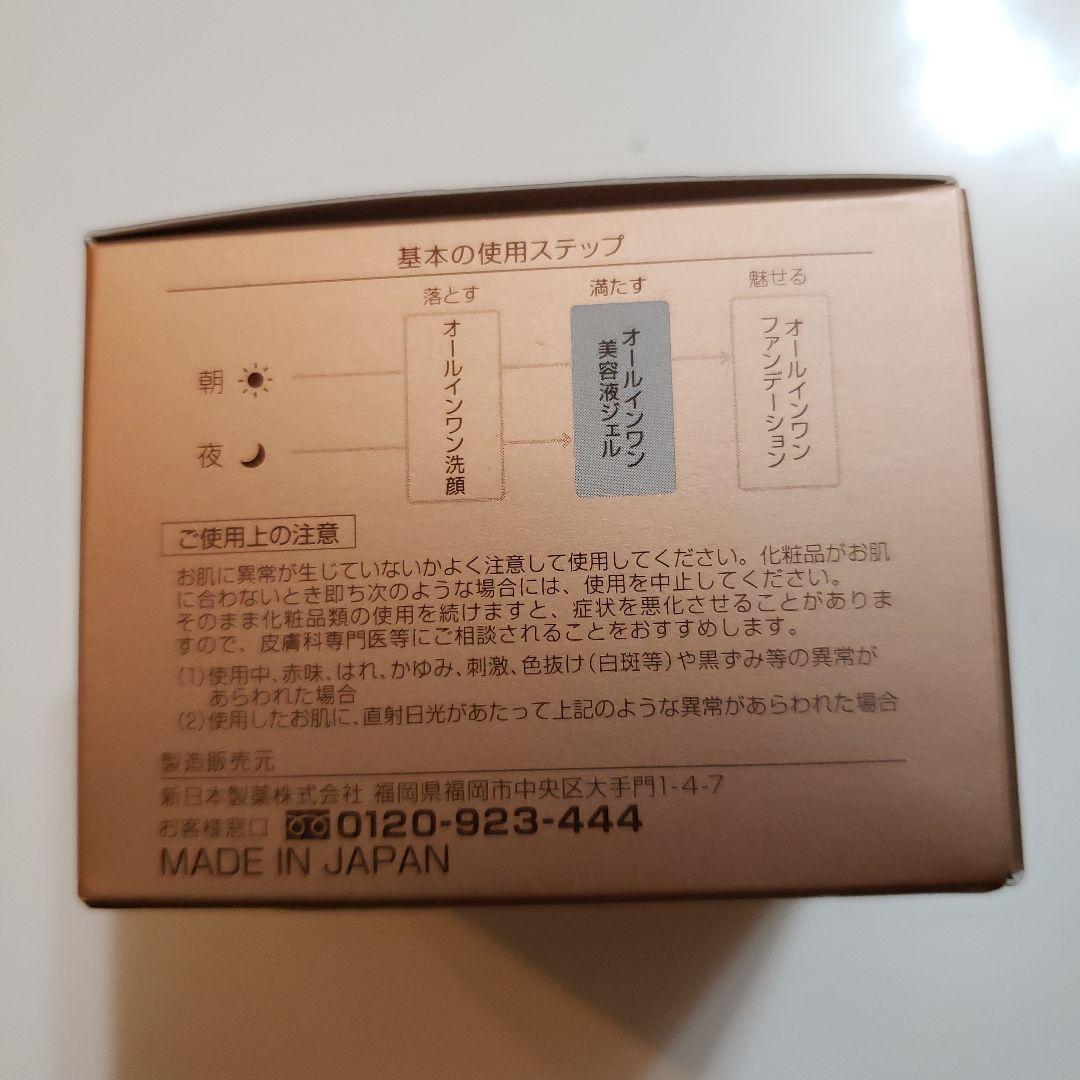 基本の使用ステップ
落とす
満たす
魅せる
朝
夜
オールインワン洗顔
オールインワン
美容液ジェル
オールインワン
ファンデーション
ご使用上の注意
お肌に異常が生じていないかよく注意して使用してください。化粧品がお肌
に合わないとき即ち次のような場合には、使用を中止してください。
そのまま化粧品類の使用を続けますと、症状を悪化させることがありま
すので、皮膚科専門医等にご相談されることをおすすめします。
(1)使用中、赤味、はれ、かゆみ、刺激、色抜け(白斑等)や黒ずみ等の異常が
あらわれた場合
(2)使用したお肌に、直射日光があたって上記のような異常があらわれた場合
製造販売元
新日本製薬株式会社 福岡県福岡市中央区大手門1-4-7
お客様窓口 0120-923-444
MADE IN JAPAN